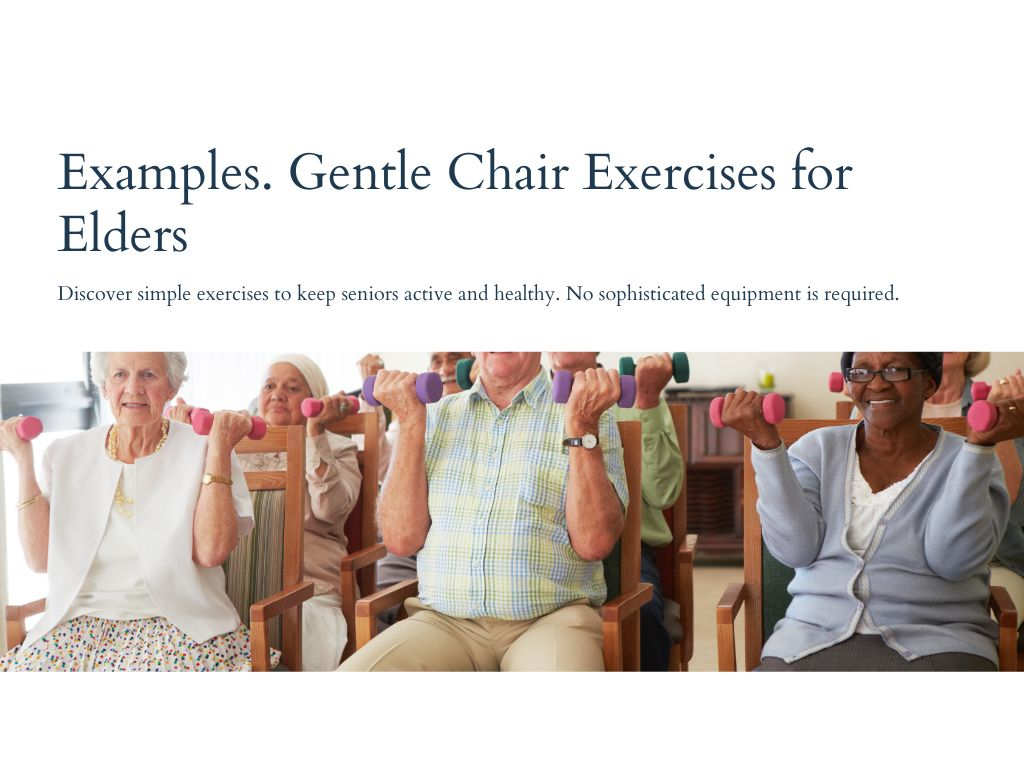 Examples. Gentle Chair Exercises for
Elders
Discover simple exercises to keep seniors active and healthy. No sophisticated equipment is required.